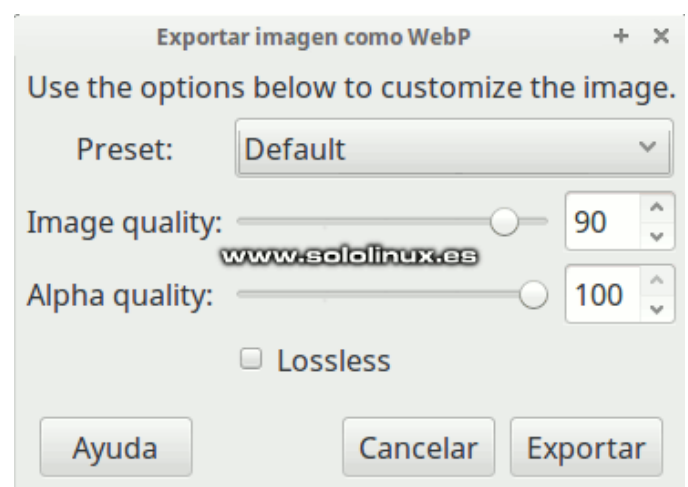 Exportar imagen como WebP
Use the options below to customize the image.
Preset: Default
Image quality: 90
www.sololinux.es
Alpha quality: 100
Lossless
Ayuda Cancelar Exportar